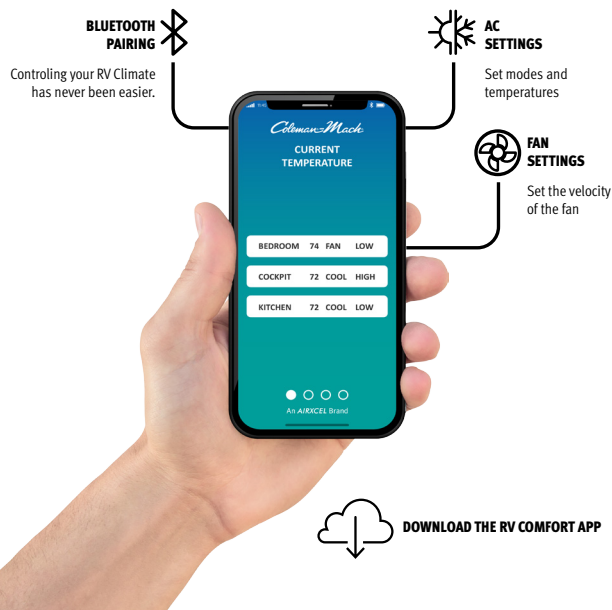 BLUETOOTH
PAIRING
Controling your RV Climate
has never been easier.
AC
SETTINGS
Set modes and
temperatures
FAN
SETTINGS
Set the velocity
of the fan
9:41
Coleman-Mach
CURRENT
TEMPERATURE
BEDROOM 74 FAN LOW
COCKPIT 72 COOL HIGH
KITCHEN 72 COOL LOW
An AIRXCEL Brand
DOWNLOAD THE RV COMFORT APP